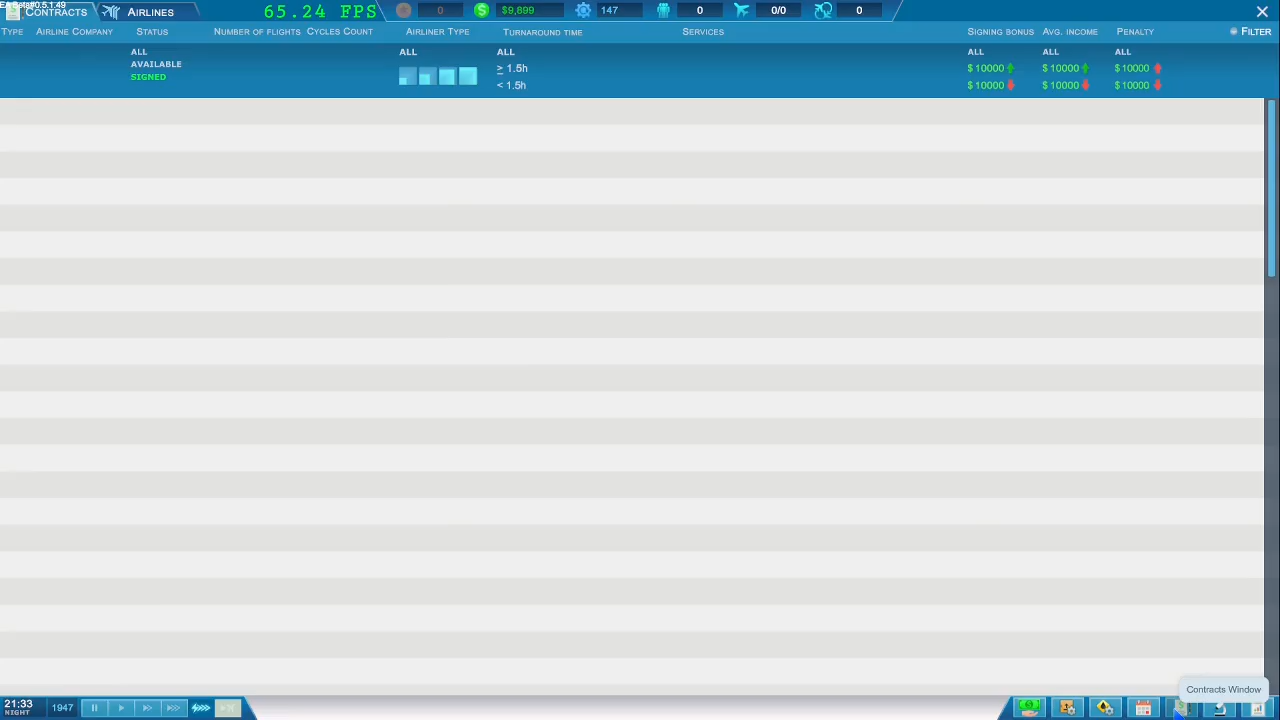 CONTRACTS AIRLINES 65.24 FPS 0 $9,899 147 0 0/0 0
TYPE AIRLINE COMPANY STATUS NUMBER OF FLIGHTS CYCLES COUNT AIRLINER TYPE TURNAROUND TIME SERVICES SIGNING BONUS AVG. INCOME PENALTY FILTER
ALL ALL ALL ALL ALL ALL
AVAILABLE ≥ 1.5h $ 10000 $ 10000 $ 10000
SIGNED < 1.5h $ 10000 $ 10000 $ 10000
Contracts Window
21:33 1947
NIGHT